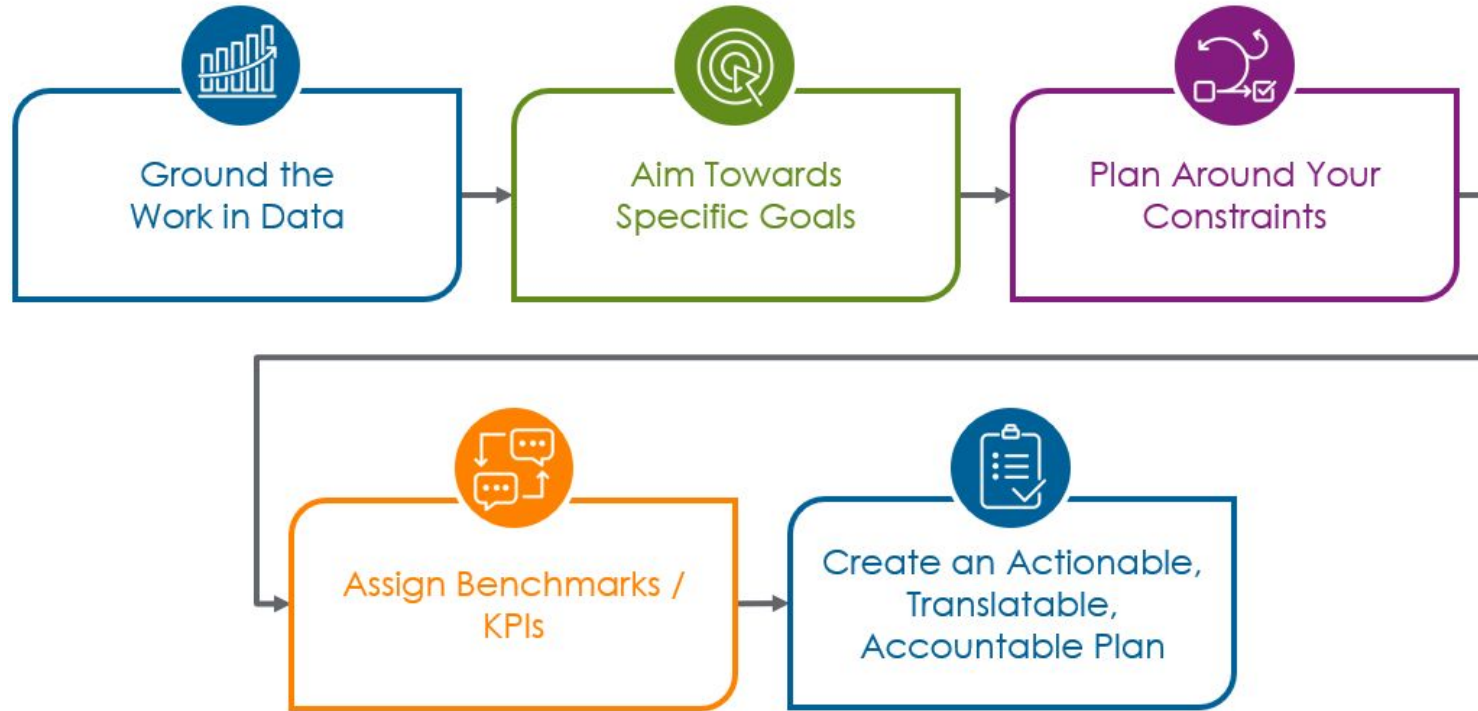 Ground the
Work in Data
Aim Towards
Specific Goals
Plan Around Your
Constraints
Assign Benchmarks /
KPIs
Create an Actionable,
Translatable,
Accountable Plan